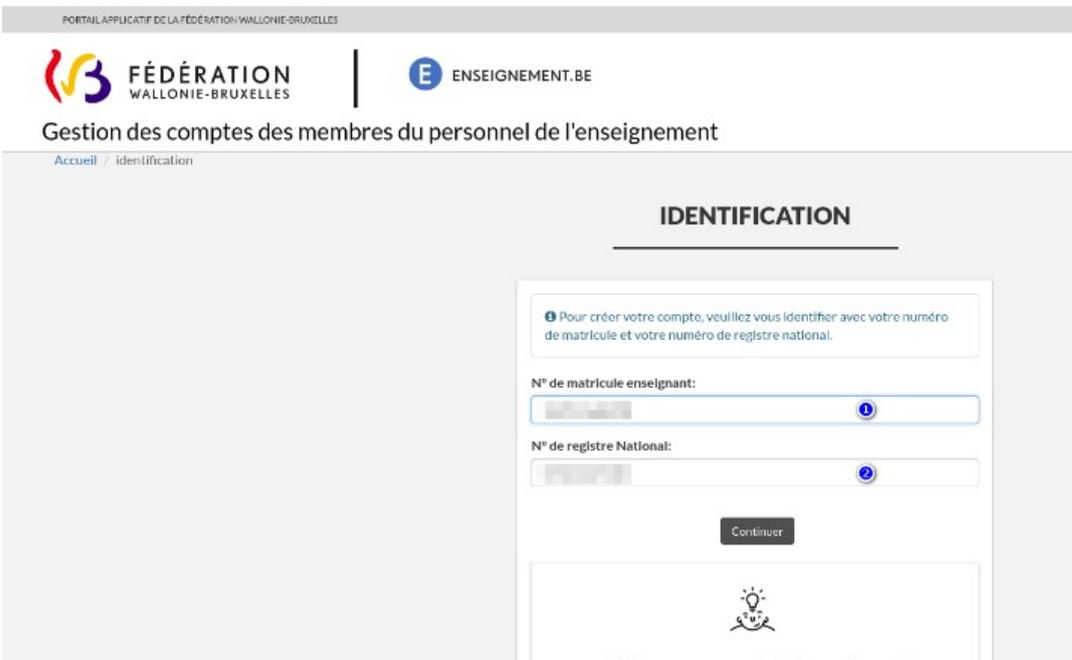 PORTAIL APPLICATIF DE LA FÉDÉRATION WALLONIE-BRUXELLES
FÉDÉRATION
WALLONIE-BRUXELLES
E ENSEIGNEMENT.BE
Gestion des comptes des membres du personnel de l'enseignement
Accueil / identification
IDENTIFICATION
Pour créer votre compte, veuillez vous identifier avec votre numéro
de matricule et votre numéro de registre national.
N° de matricule enseignant:
1
N° de registre National:
2
Continuer